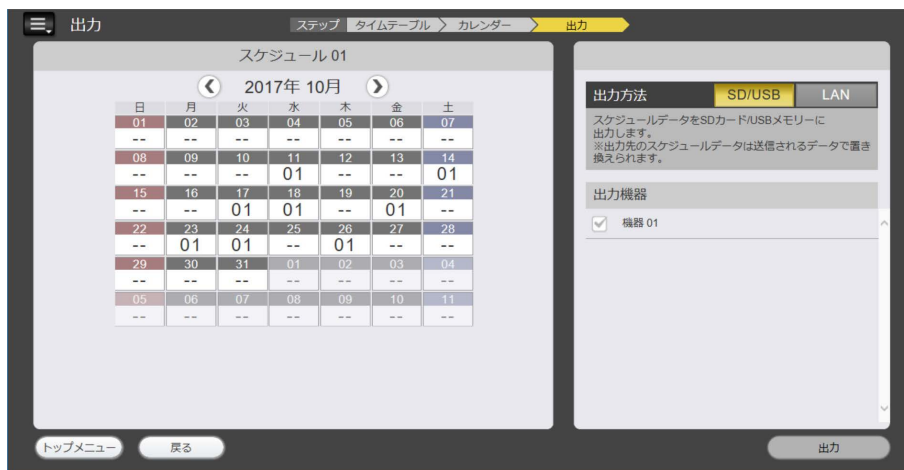 出力
ステップ タイムテーブル カレンダー 出力
スケジュール 01
2017年 10月
日 月 火 水 木 金 土
01 02 03 04 05 06 07
-- -- -- -- -- -- --
08 09 10 11 12 13 14
-- -- -- 01 -- -- 01
15 16 17 18 19 20 21
-- -- 01 01 -- 01 --
22 23 24 25 26 27 28
-- 01 01 -- 01 -- --
29 30 31 01 02 03 04
-- -- -- -- -- -- --
05 06 07 08 09 10 11
-- -- -- -- -- -- --
出力方法 SD/USB LAN
スケジュールデータをSDカード/USBメモリーに
出力します。
※出力先のスケジュールデータは送信されるデータで置き
換えられます。
出力機器
機器 01
トップメニュー 戻る 出力